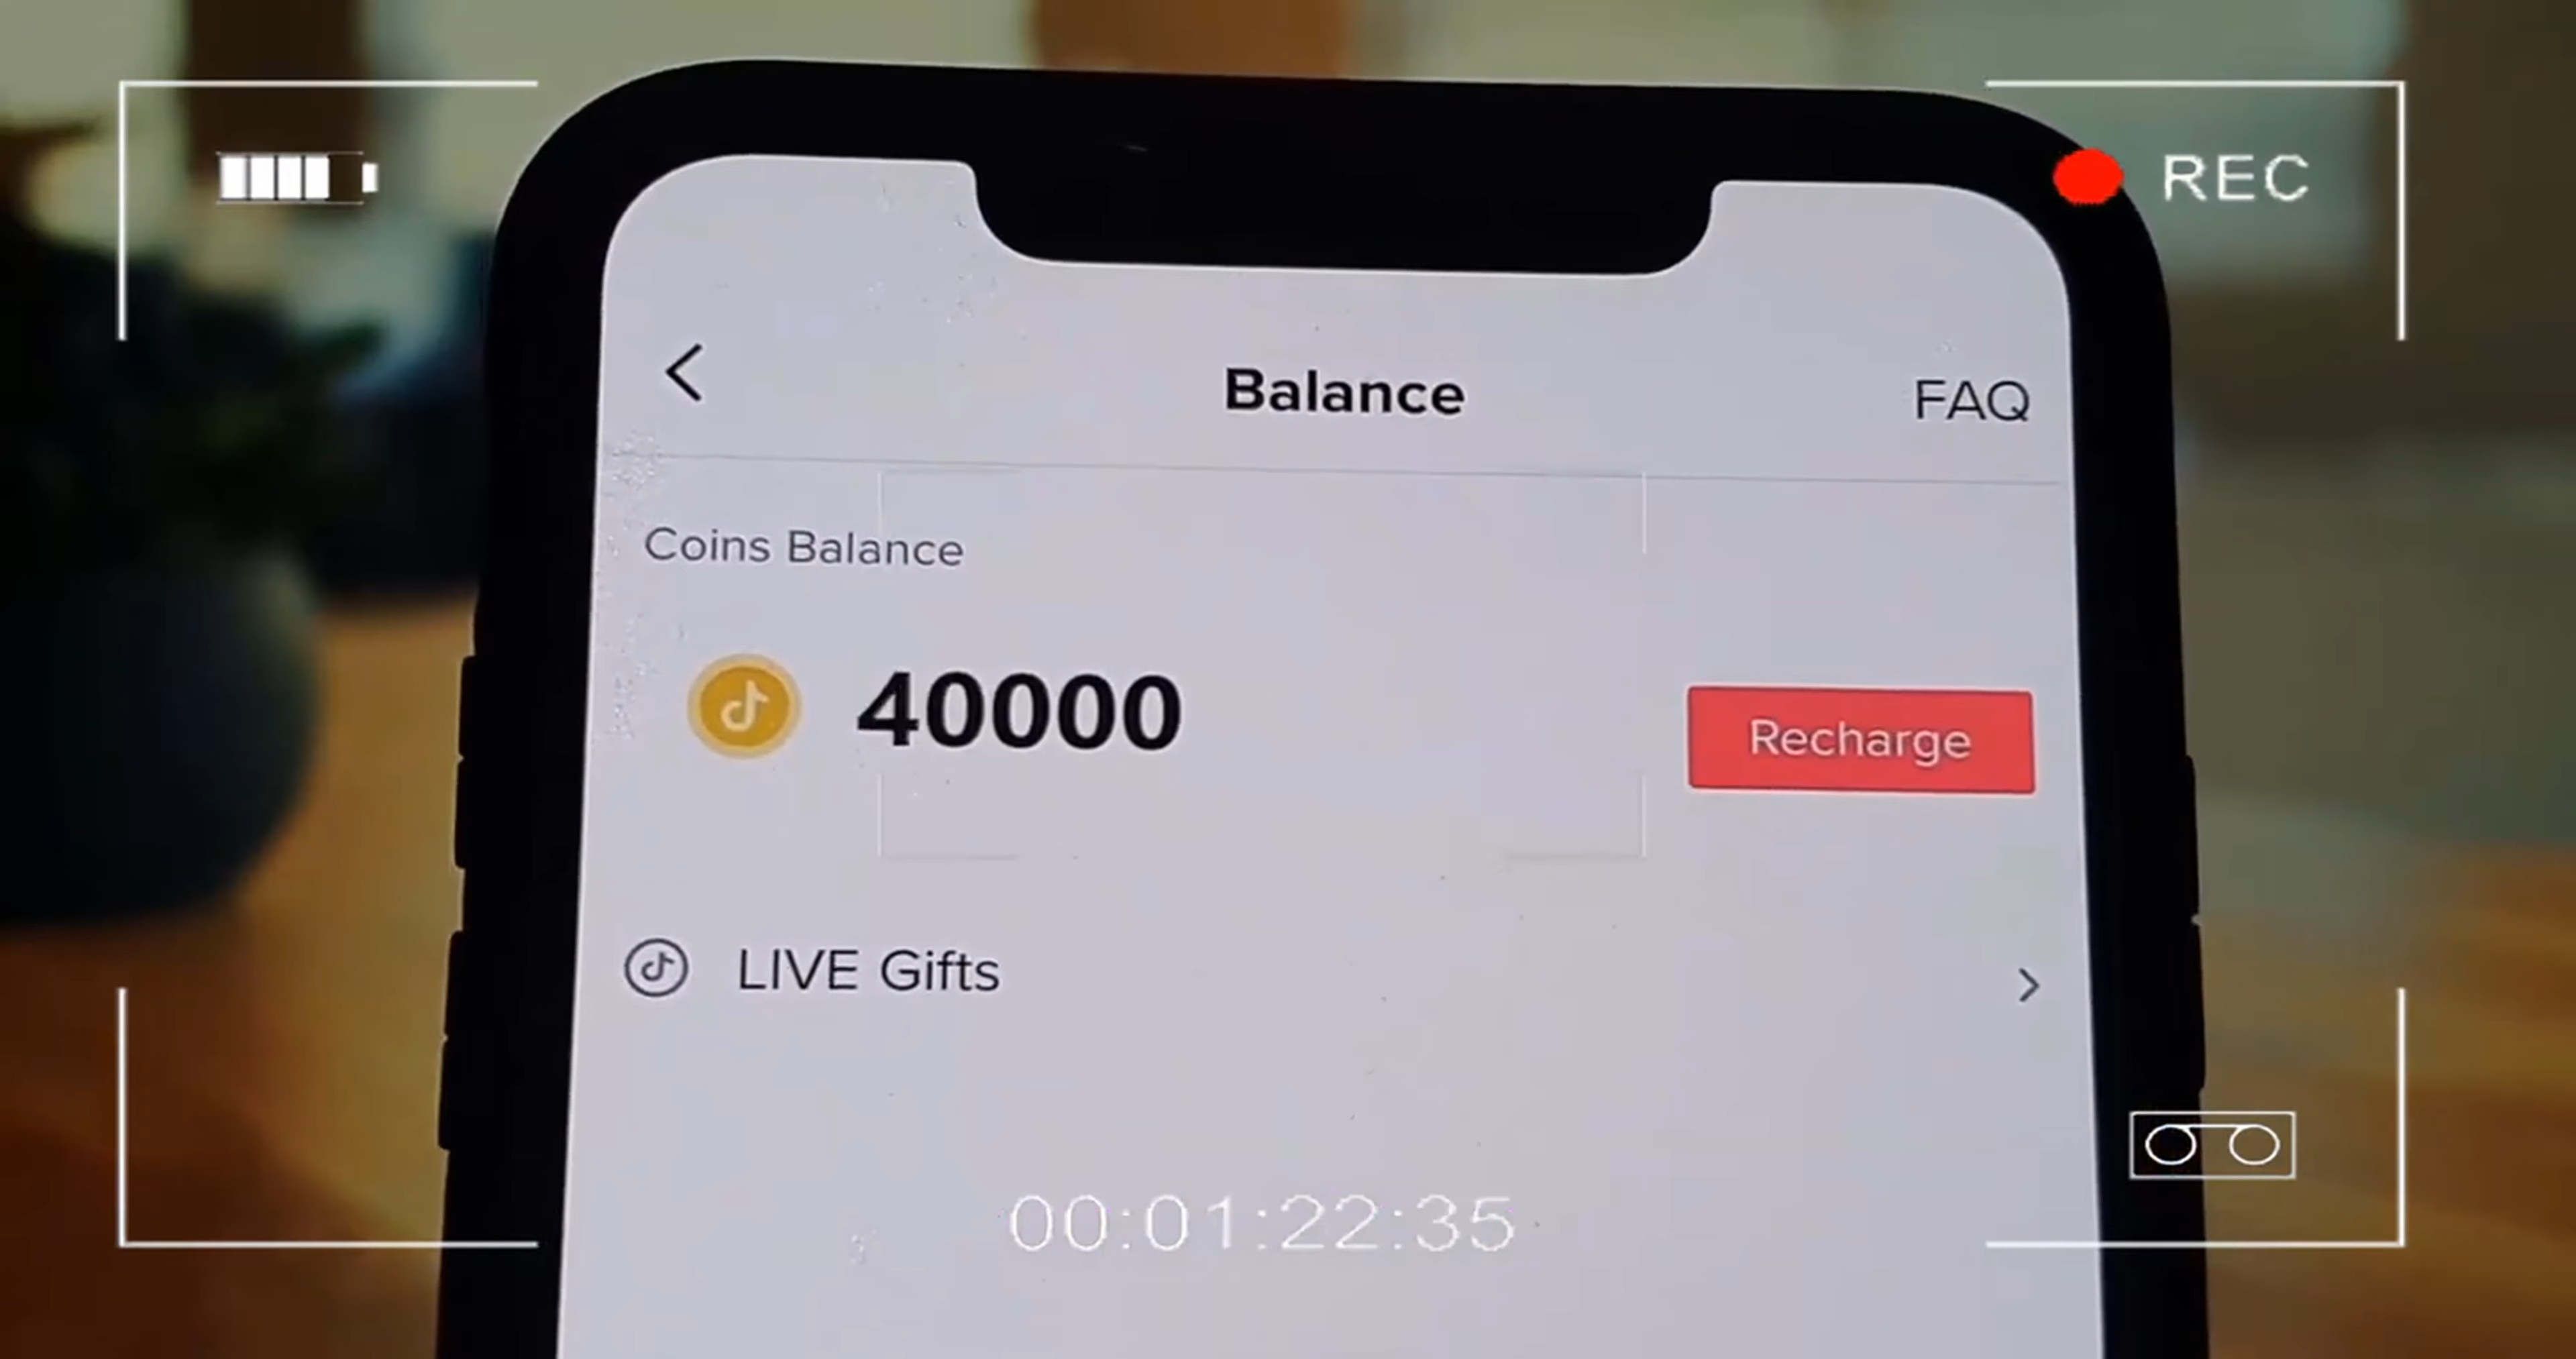 REC
Balance
FAQ
Coins Balance
40000
Recharge
LIVE Gifts
00:01:22:35